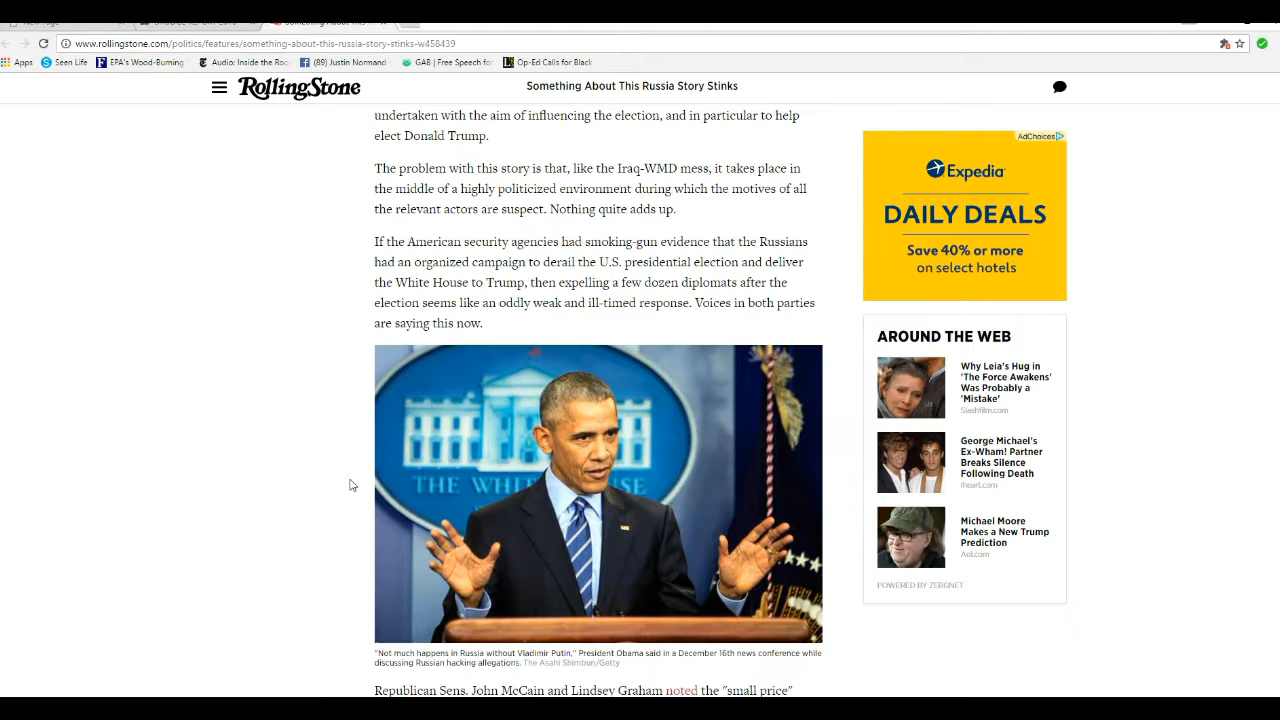 Something About This
www.rollingstone.com/politics/features/something-about-this-russia-story-stinks-w458439
Apps Seen Life EPA's Wood-Burning Audio: Inside the Roo (89) Justin Normand GAB | Free Speech for Op-Ed Calls for Black
RollingStone Something About This Russia Story Stinks
undertaken with the aim of influencing the election, and in particular to help
elect Donald Trump.
The problem with this story is that, like the Iraq-WMD mess, it takes place in
the middle of a highly politicized environment during which the motives of all
the relevant actors are suspect. Nothing quite adds up.
If the American security agencies had smoking-gun evidence that the Russians
had an organized campaign to derail the U.S. presidential election and deliver
the White House to Trump, then expelling a few dozen diplomats after the
election seems like an oddly weak and ill-timed response. Voices in both parties
are saying this now.
THE WH SE
"Not much happens in Russia without Vladimir Putin," President Obama said in a December 16th news conference while
discussing Russian hacking allegations. The Asahi Shimbun/Getty
Republican Sens. John McCain and Lindsey Graham noted the "small price"
AdChoices
Expedia
DAILY DEALS
Save 40% or more
on select hotels
AROUND THE WEB
Why Leia's Hug in
'The Force Awakens'
Was Probably a
'Mistake'
Slashfilm.com
George Michael's
Ex-Wham! Partner
Breaks Silence
Following Death
Iheart.com
Michael Moore
Makes a New Trump
Prediction
Aol.com
POWERED BY ZERGNET